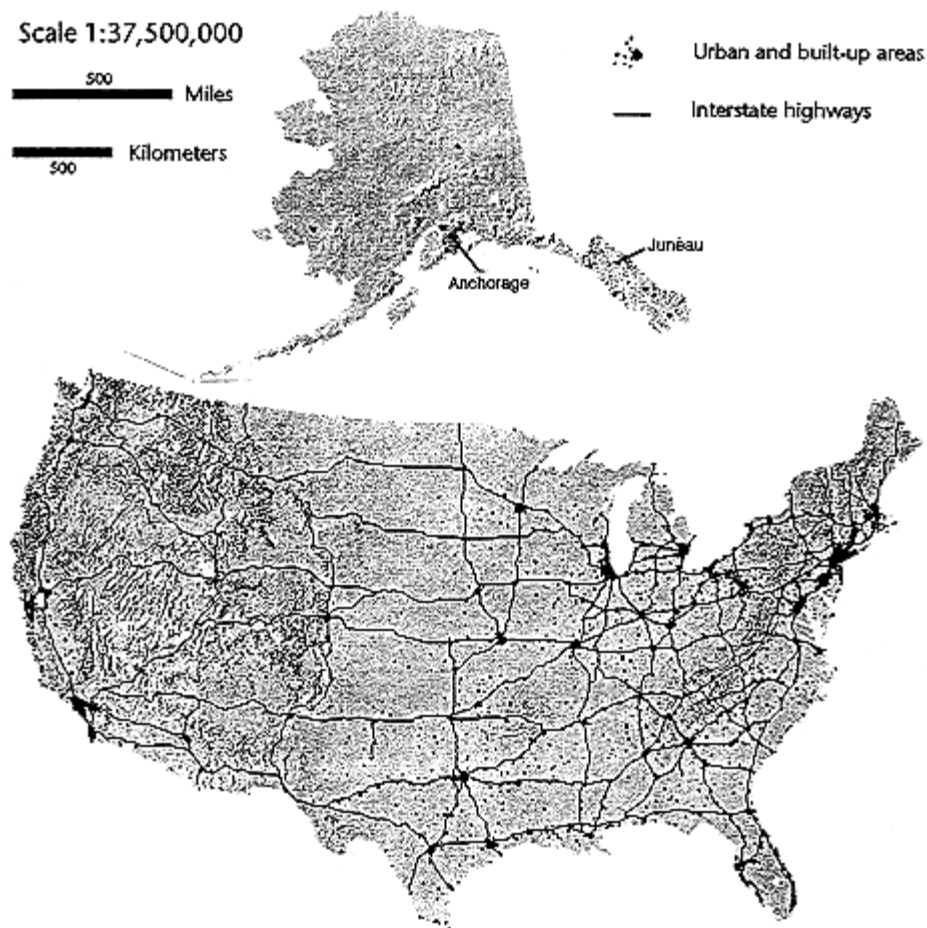 Scale 1:37,500,000
500
Miles
Kilometers
500
Urban and built-up areas
Interstate highways
Juneau
Anchorage